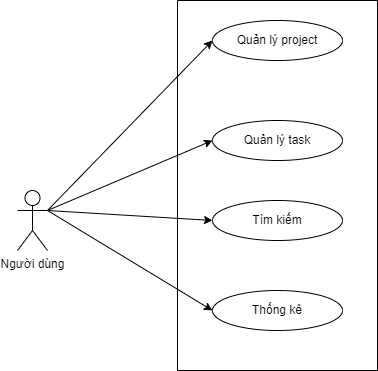 Quản lý project
Quản lý task
Tìm kiếm
Thống kê
Người dùng